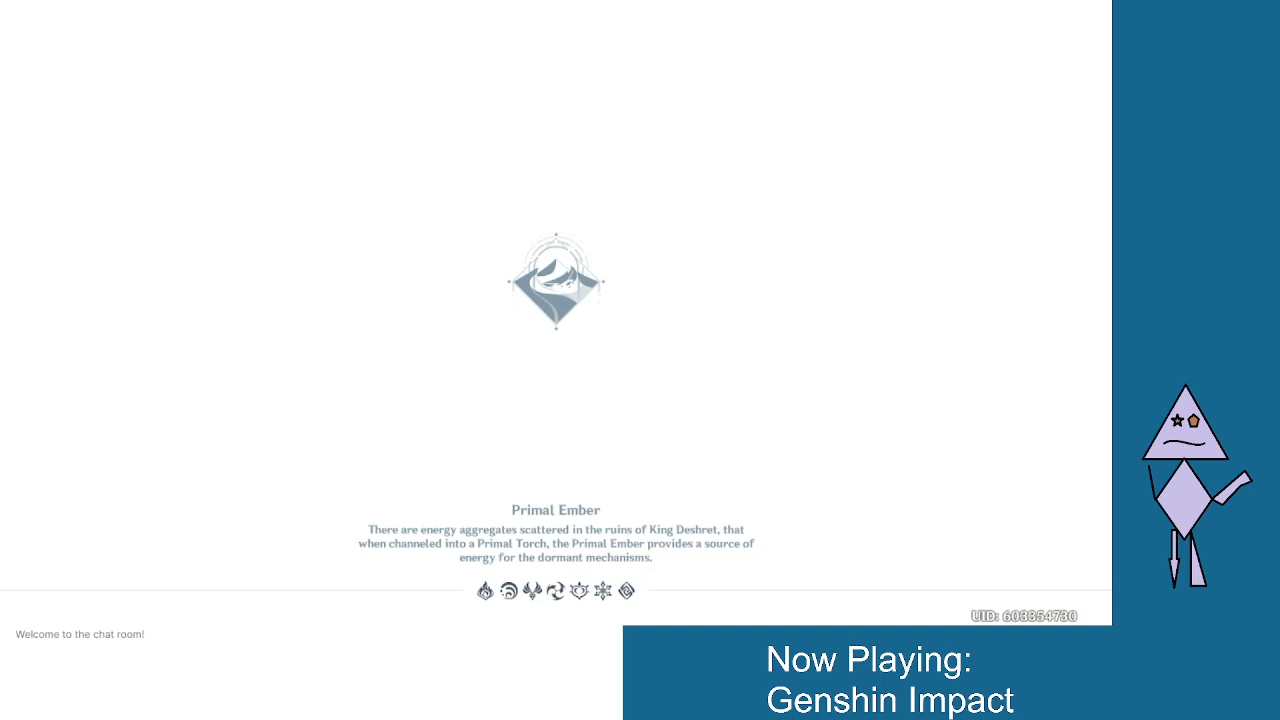 Primal Ember
There are energy aggregates scattered in the ruins of King Deshret, that
when channeled into a Primal Torch, the Primal Ember provides a source of
energy for the dormant mechanisms.
UID: 603354730
Welcome to the chat room!
Now Playing:
Genshin Impact